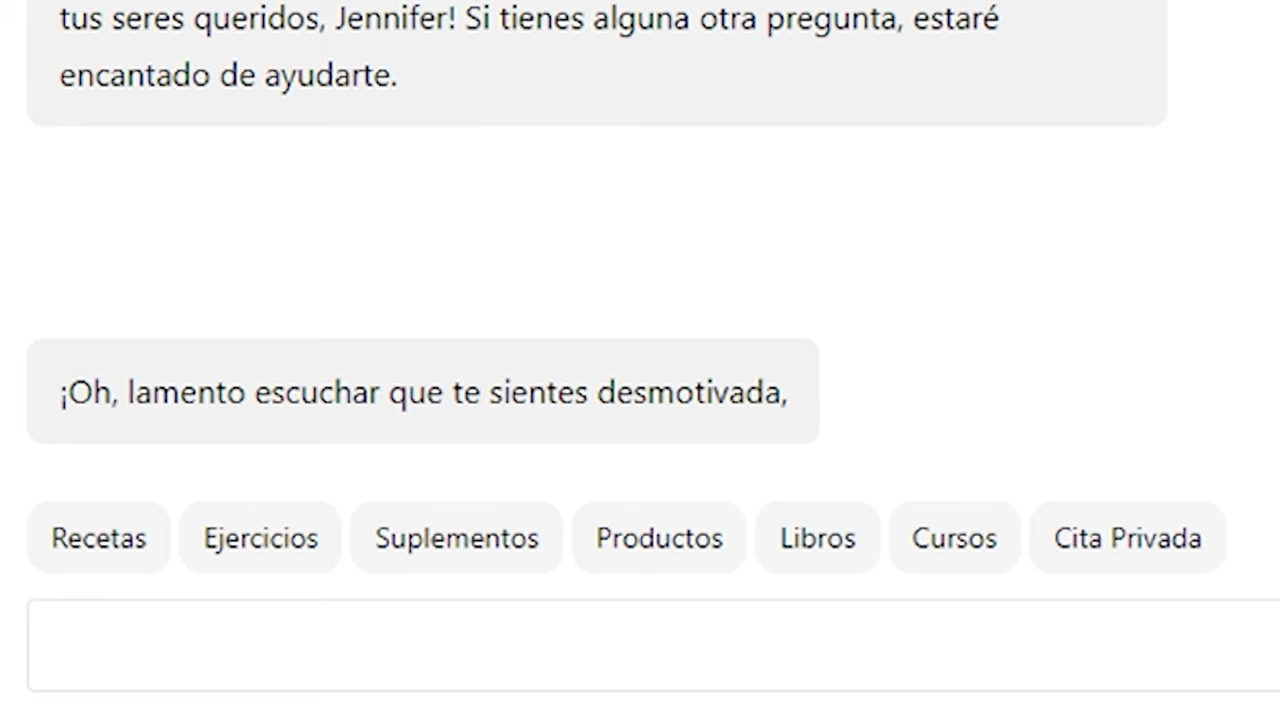 tus seres queridos, Jennifer! Si tienes alguna otra pregunta, estaré
encantado de ayudarte.
¡Oh, lamento escuchar que te sientes desmotivada,
Recetas Ejercicios Suplementos Productos Libros Cursos Cita Privada